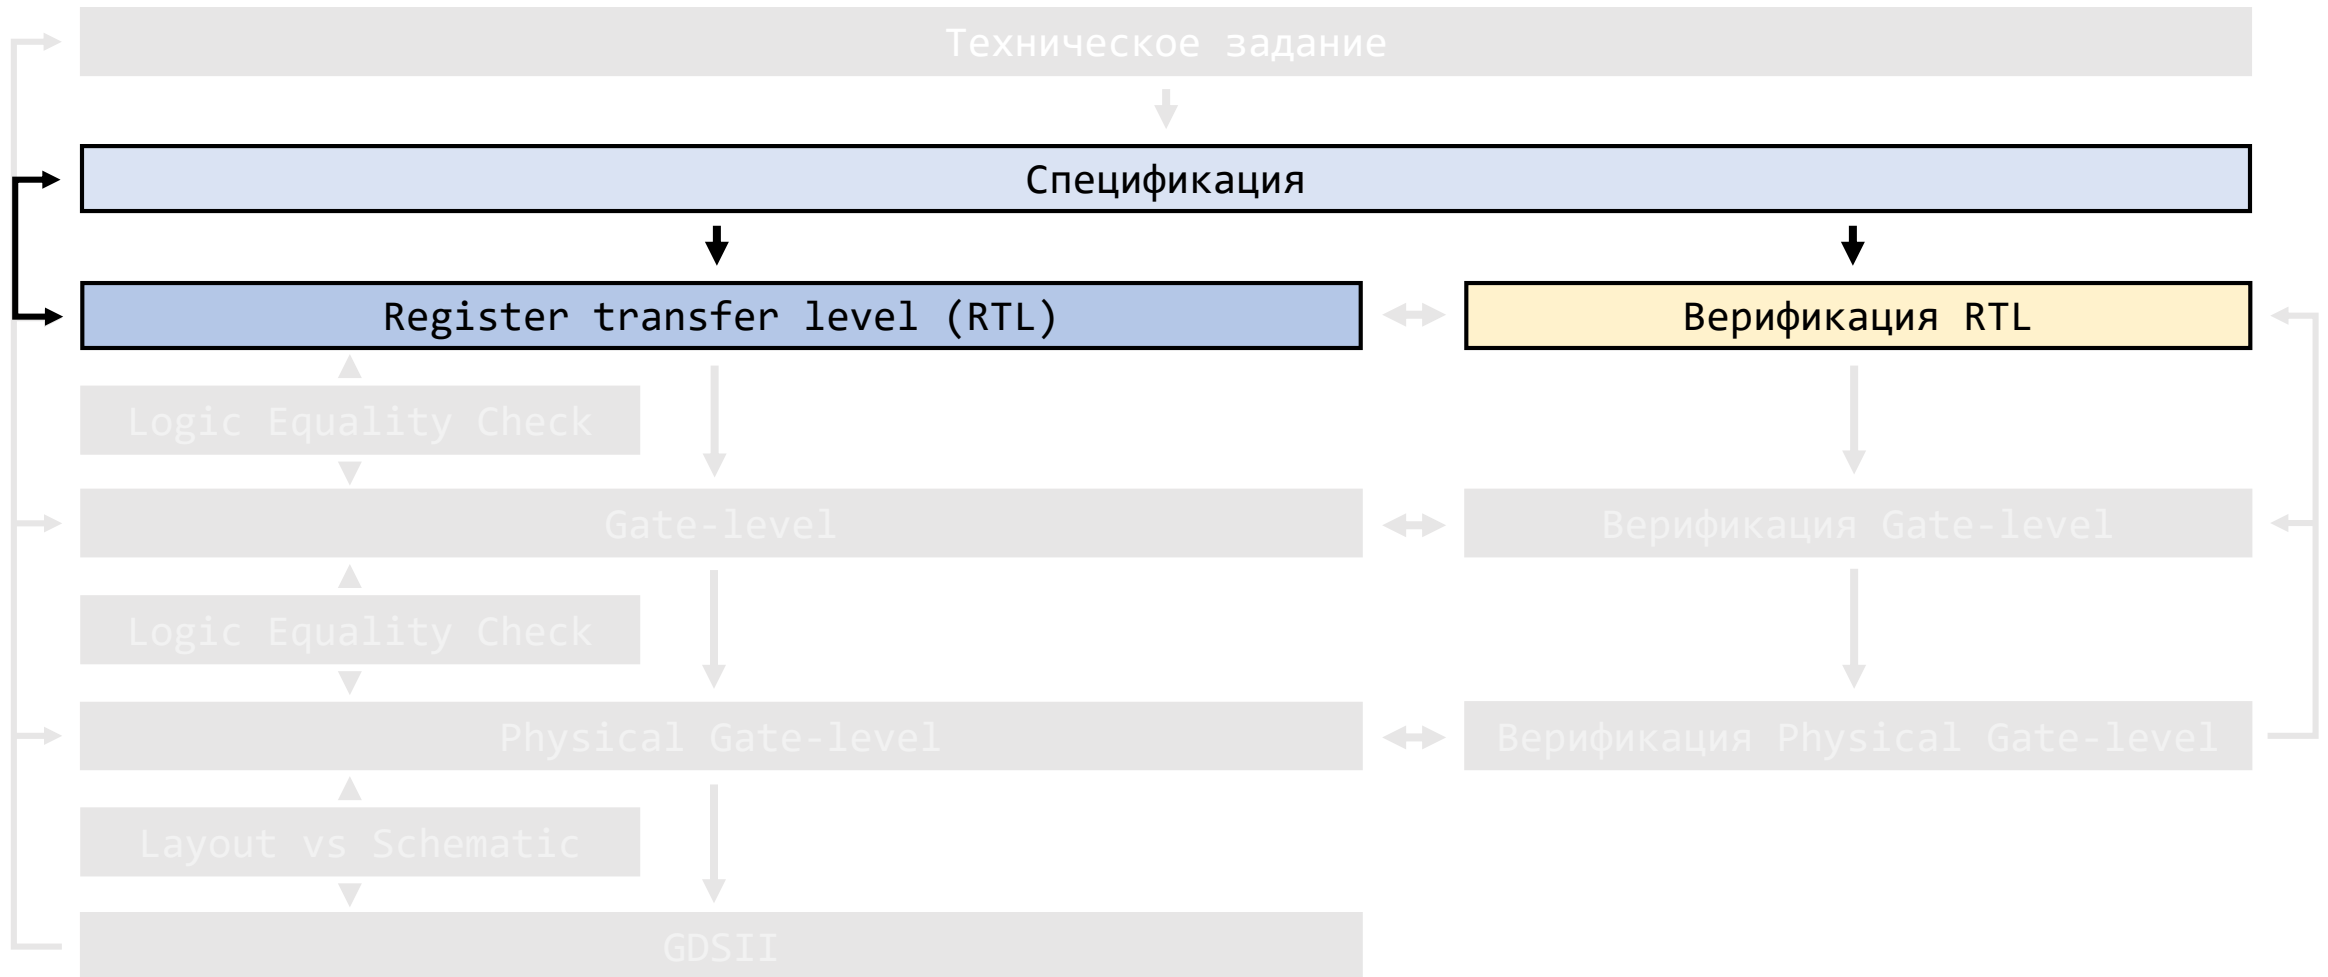 Техническое задание
Спецификация
Register transfer level (RTL)
Верификация RTL
Logic Equality Check
Gate-level
Верификация Gate-level
Logic Equality Check
Physical Gate-level
Верификация Physical Gate-level
Layout vs Schematic
GDSII